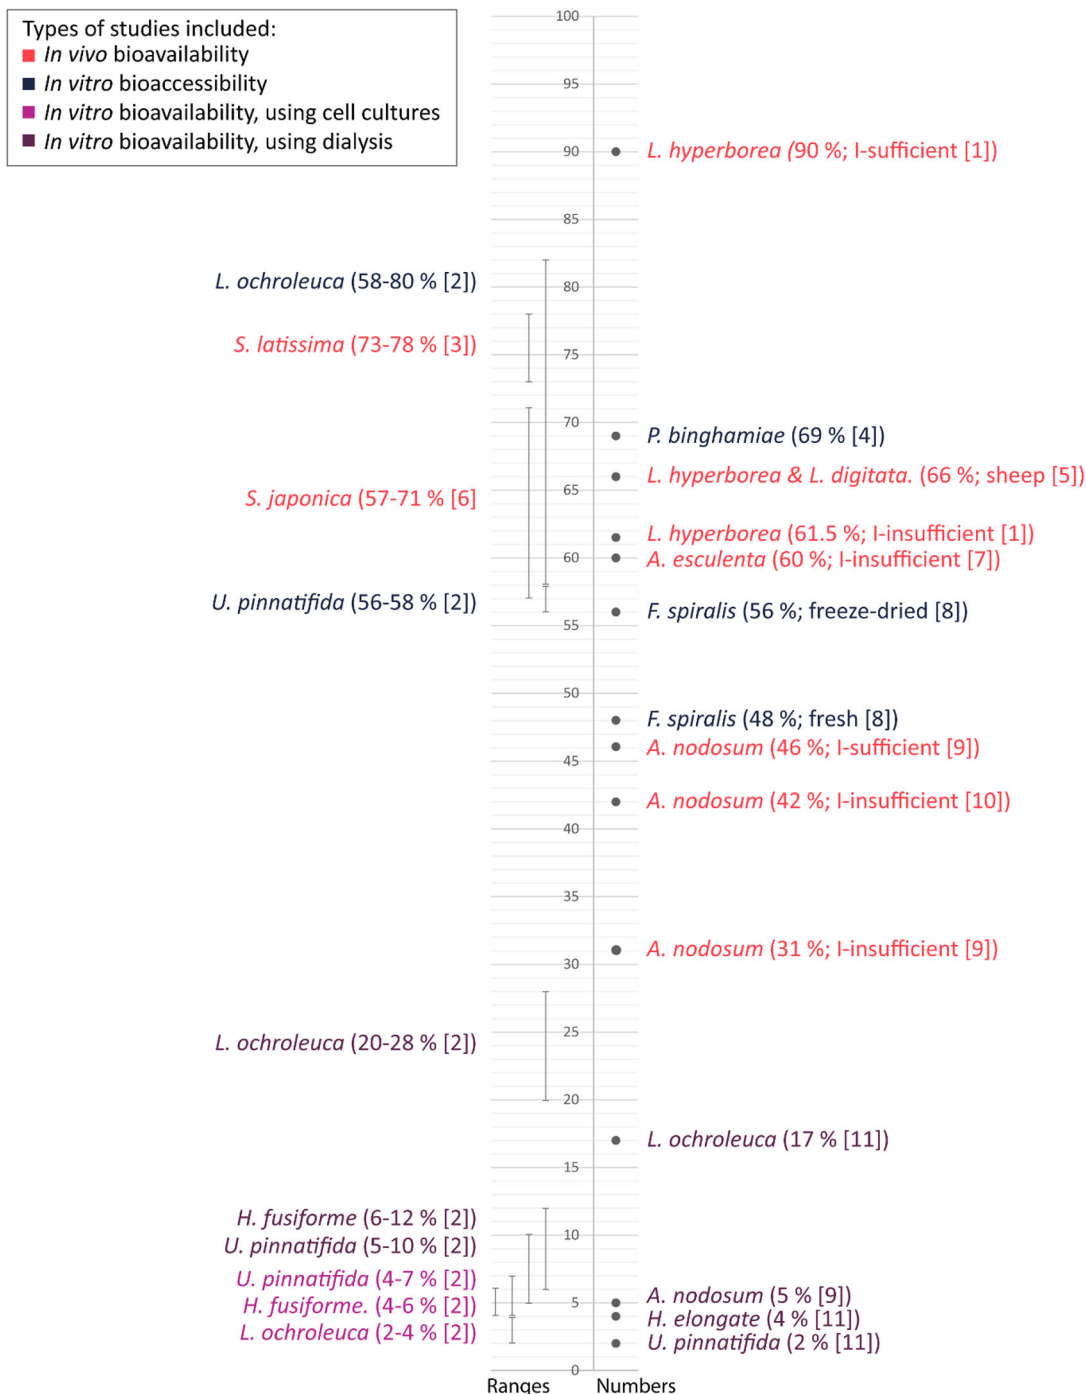 Types of studies included:
In vivo bioavailability
In vitro bioaccessibility
In vitro bioavailability, using cell cultures
In vitro bioavailability, using dialysis
100
95
90
L. hyperborea (90 %; I-sufficient [1])
85
L. ochroleuca (58-80 % [2])
80
S. latissima (73-78 % [3])
75
70
P. binghamiae (69 % [4])
L. hyperborea & L. digitata. (66 %; sheep [5])
S. japonica (57-71 % [6]
65
L. hyperborea (61.5 %; I-insufficient [1])
60
A. esculenta (60 %; I-insufficient [7])
U. pinnatifida (56-58 % [2])
F. spiralis (56 %; freeze-dried [8])
55
50
F. spiralis (48 %; fresh [8])
A. nodosum (46 %; I-sufficient [9])
45
A. nodosum (42 %; I-insufficient [10])
40
35
A. nodosum (31 %; I-insufficient [9])
30
25
L. ochroleuca (20-28 % [2])
20
L. ochroleuca (17 % [11])
15
H. fusiforme (6-12 % [2])
10
U. pinnatifida (5-10 % [2])
U. pinnatifida (4-7 % [2])
A. nodosum (5 % [9])
H. fusiforme. (4-6 % [2])
5
H. elongate (4 % [11])
L. ochroleuca (2-4 % [2])
U. pinnatifida (2 % [11])
0
Ranges Numbers